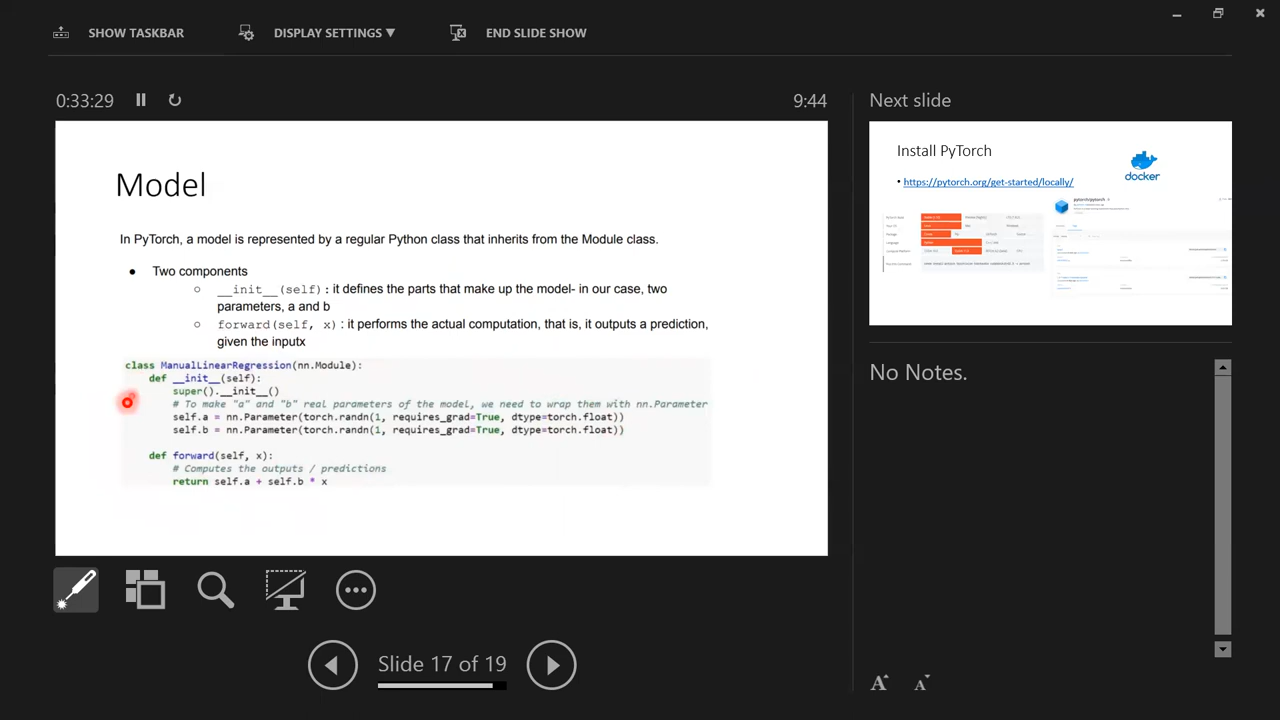 SHOW TASKBAR
DISPLAY SETTINGS ▼
END SLIDE SHOW
0:33:29
9:44
Model
In PyTorch, a model is represented by a regular Python class that inherits from the Module class.
● Two components
○ __init__(self): it defines the parts that make up the model- in our case, two
parameters, a and b
○ forward(self, x): it performs the actual computation, that is, it outputs a prediction,
given the inputx
class ManualLinearRegression(nn.Module):
def __init__(self):
super().__init__()
# To make "a" and "b" real parameters of the model, we need to wrap them with nn.Parameter
self.a = nn.Parameter(torch.randn(1, requires_grad=True, dtype=torch.float))
self.b = nn.Parameter(torch.randn(1, requires_grad=True, dtype=torch.float))
def forward(self, x):
# Computes the outputs / predictions
return self.a + self.b * x
Slide 17 of 19
Next slide
Install PyTorch
docker
• https://pytorch.org/get-started/locally/
pytorch/pytorch
No Notes.
A A